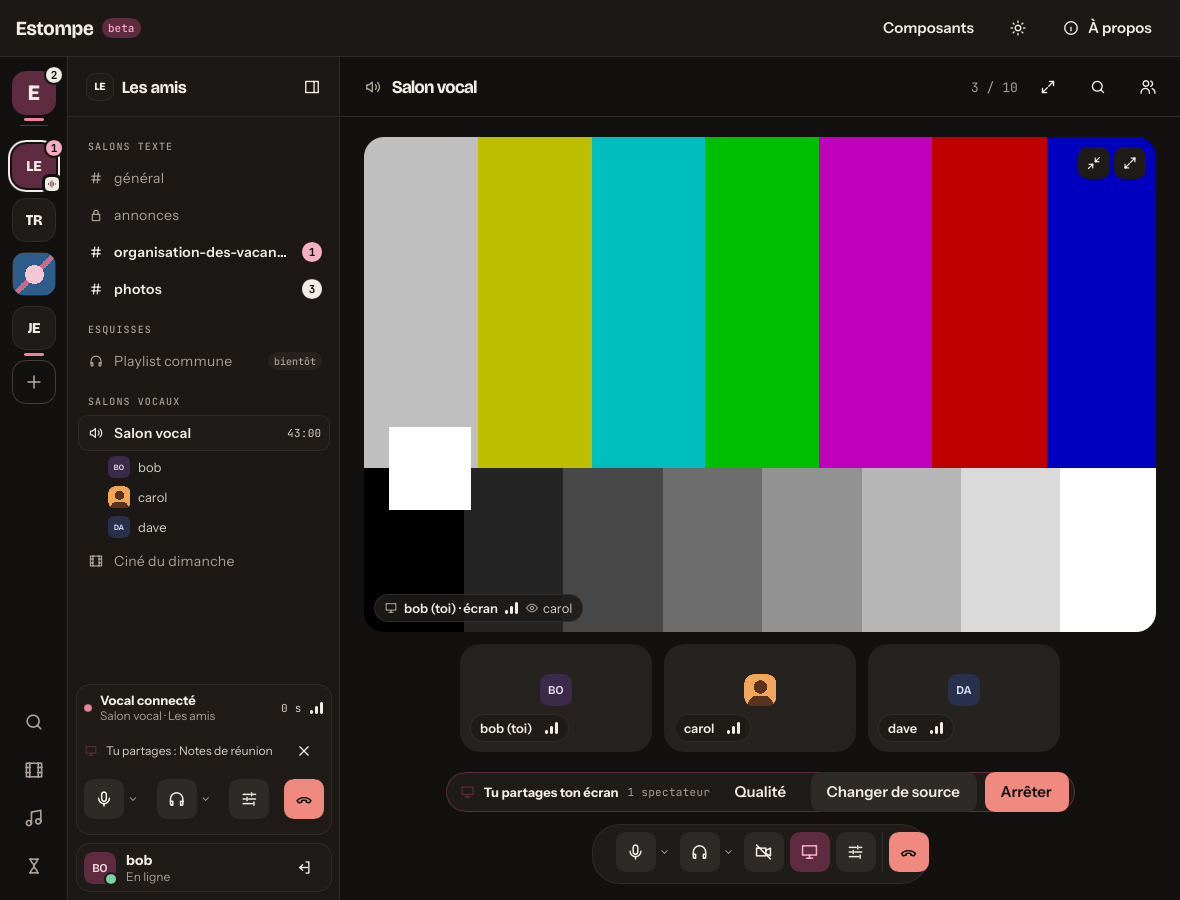 Estompe beta
Composants
À propos
E 2
LE 1
TR
JE
LE Les amis
SALONS TEXTE
général
annonces
organisation-des-vacan… 1
photos 3
ESQUISSES
Playlist commune bientôt
SALONS VOCAUX
Salon vocal 43:00
BO bob
carol
DA dave
Ciné du dimanche
Vocal connecté
Salon vocal · Les amis
0 s
Tu partages : Notes de réunion
BO bob
En ligne
Salon vocal
3 / 10
bob (toi) · écran carol
BO
bob (toi)
carol
DA
dave
Tu partages ton écran 1 spectateur Qualité Changer de source Arrêter